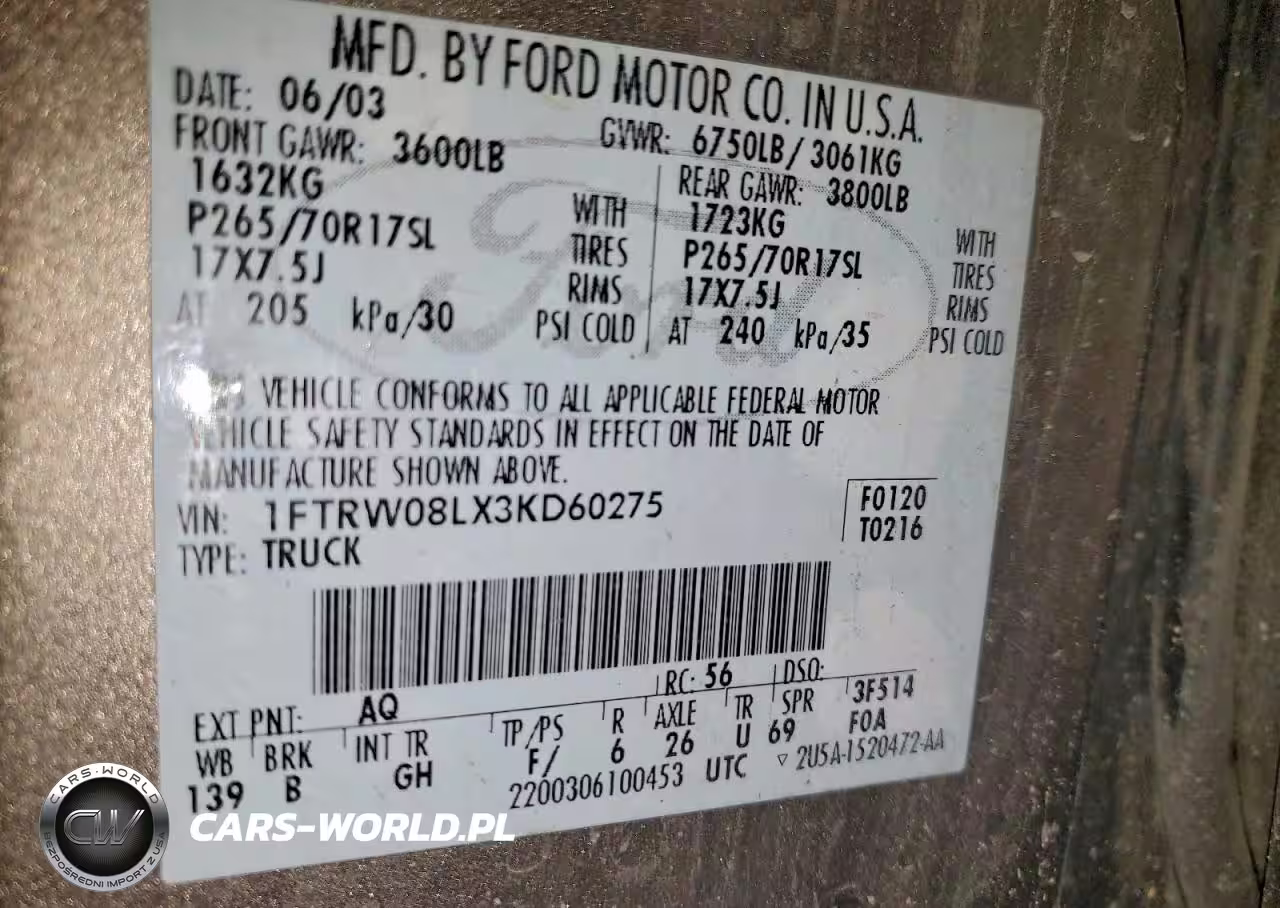 MFD. BY FORD MOTOR CO. IN U.S.A.
DATE: 06/03 GVWR: 6750LB/3061KG
FRONT GAWR: 3600LB REAR GAWR: 3800LB
1632KG WITH 1723KG WITH
P265/70R17SL TIRES P265/70R17SL TIRES
17X7.5J RIMS 17X7.5J RIMS
AT 205 kPa/30 PSI COLD AT 240 kPa/35 PSI COLD
VEHICLE CONFORMS TO ALL APPLICABLE FEDERAL MOTOR
VEHICLE SAFETY STANDARDS IN EFFECT ON THE DATE OF
MANUFACTURE SHOWN ABOVE.
VIN: 1FTRW08LX3KD60275 F0120
TYPE: TRUCK T0216
EXT PNT: AQ RC: 56 DSO: 3F514
WB BRK INT TR TP/PS R AXLE TR SPR F0A
139 B GH F/ 6 26 U 69
2200306100453 UTC ▽ 2U5A-1520472-AA
Ford
CARS-WORLD
CW
BEZPOŚREDNI IMPORT Z USA
CARS-WORLD.PL